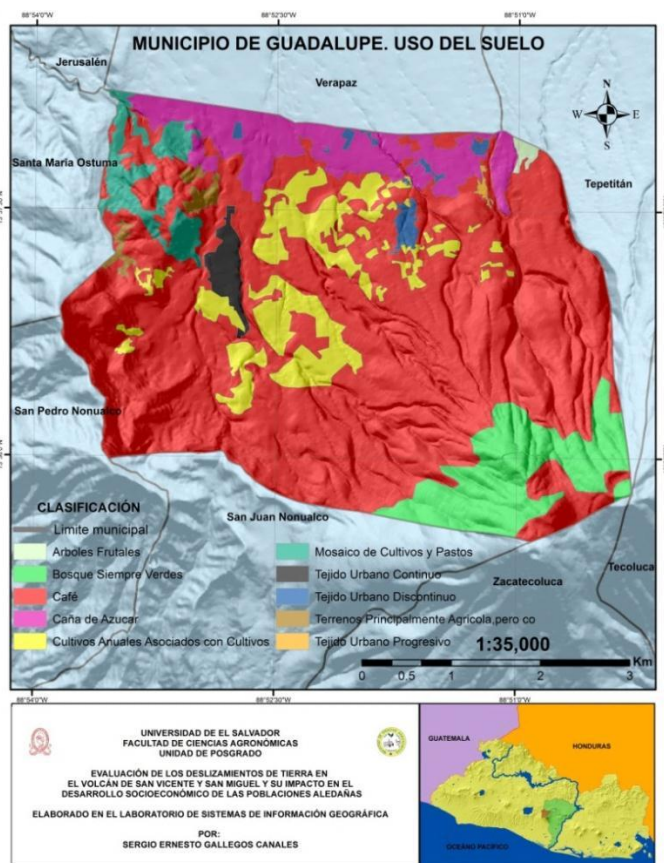 88°54'0"W 88°52'30"W 88°51'0"W
MUNICIPIO DE GUADALUPE. USO DEL SUELO
Jerusalén
Verapaz
N
W E
S
Santa María Ostuma
Tepetitán
San Pedro Nonualco
San Juan Nonualco
Zacatecoluca
Tecoluca
CLASIFICACIÓN
Limite municipal
Arboles Frutales
Bosque Siempre Verdes
Café
Caña de Azucar
Cultivos Anuales Asociados con Cultivos
Mosaico de Cultivos y Pastos
Tejido Urbano Continuo
Tejido Urbano Discontinuo
Terrenos Principalmente Agrícola,pero co
Tejido Urbano Progresivo
1:35,000
Km
0 0.5 1 2 3
88°54'0"W 88°52'30"W 88°51'0"W
UNIVERSIDAD DE EL SALVADOR
FACULTAD DE CIENCIAS AGRONÓMICAS
UNIDAD DE POSGRADO
EVALUACIÓN DE LOS DESLIZAMIENTOS DE TIERRA EN
EL VOLCÁN DE SAN VICENTE Y SAN MIGUEL Y SU IMPACTO EN EL
DESARROLLO SOCIOECONÓMICO DE LAS POBLACIONES ALEDAÑAS
ELABORADO EN EL LABORATORIO DE SISTEMAS DE INFORMACIÓN GEOGRÁFICA
POR:
SERGIO ERNESTO GALLEGOS CANALES
GUATEMALA
HONDURAS
OCEANO PACÍFICO